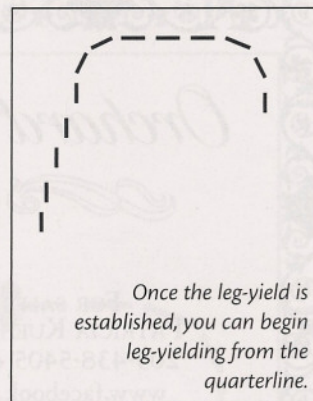 Once the leg-yield is
established, you can begin
leg-yielding from the
quarterline.